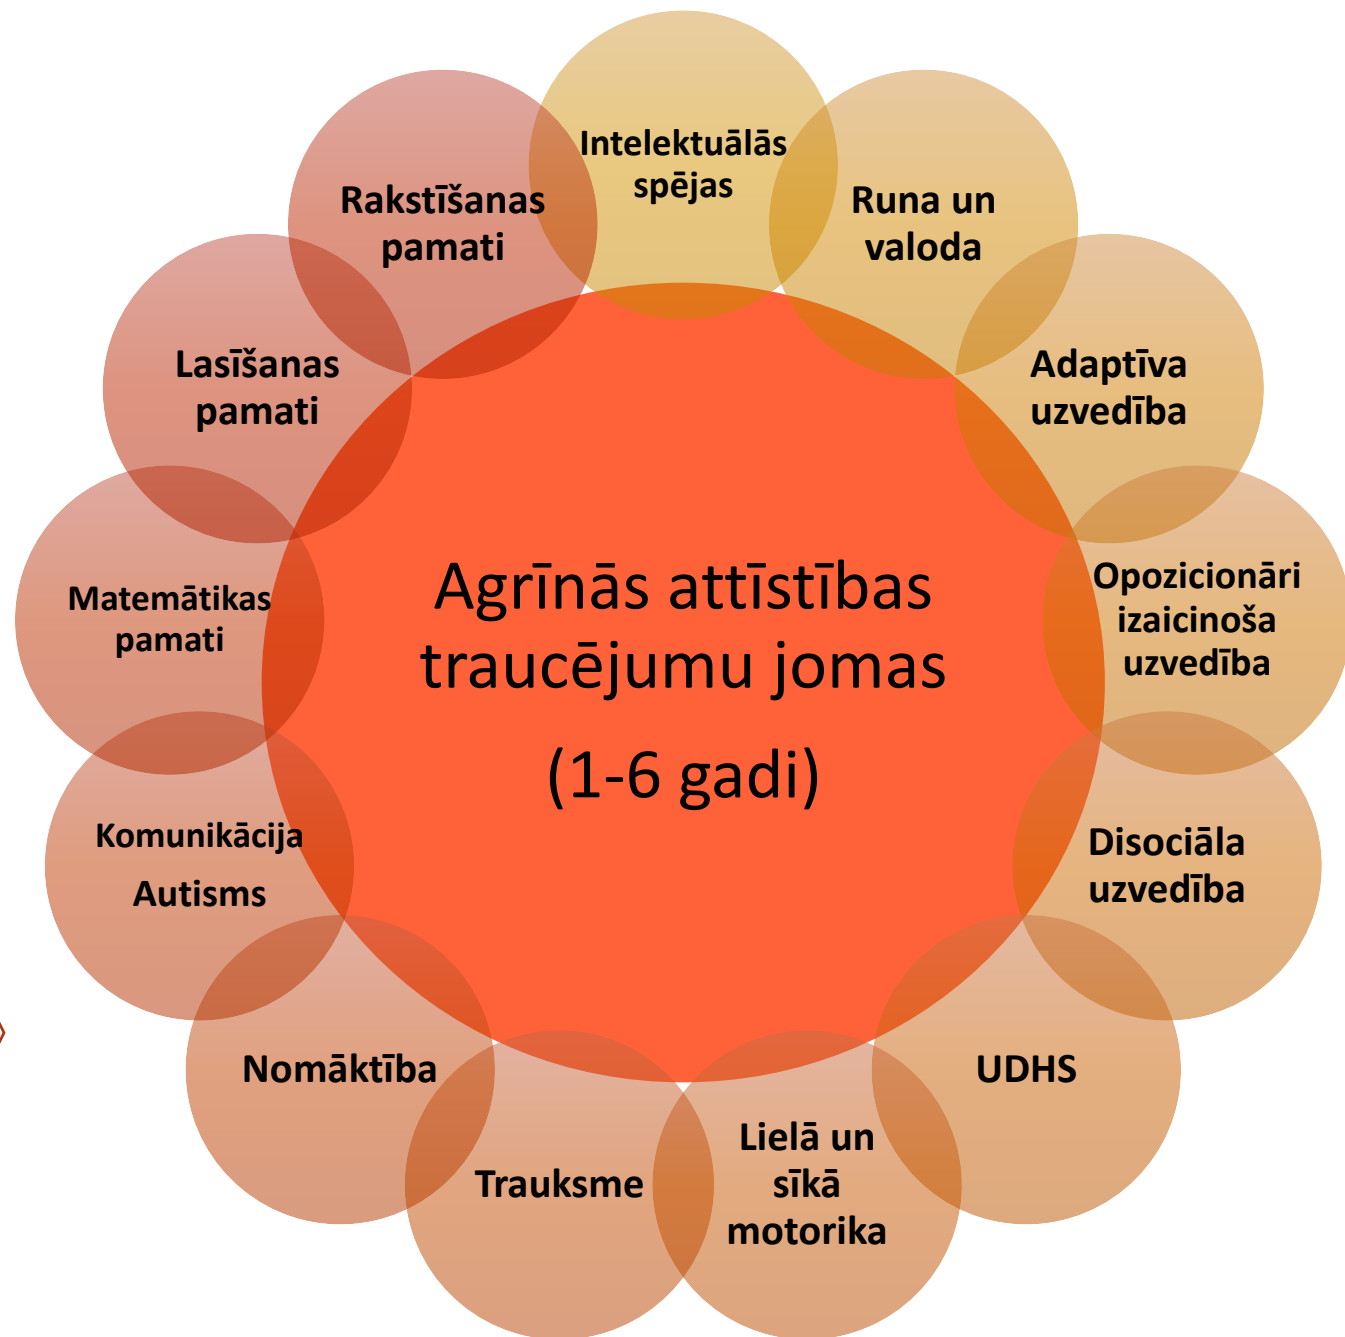 Intelektuālās
spējas
Runa un
valoda
Adaptīva
uzvedība
Opozicionāri
izaicinoša
uzvedība
Disociāla
uzvedība
UDHS
Lielā un
sīkā
motorika
Trauksme
Nomāktība
Komunikācija
Autisms
Matemātikas
pamati
Lasīšanas
pamati
Rakstīšanas
pamati
Agrīnās attīstības
traucējumu jomas
(1-6 gadi)